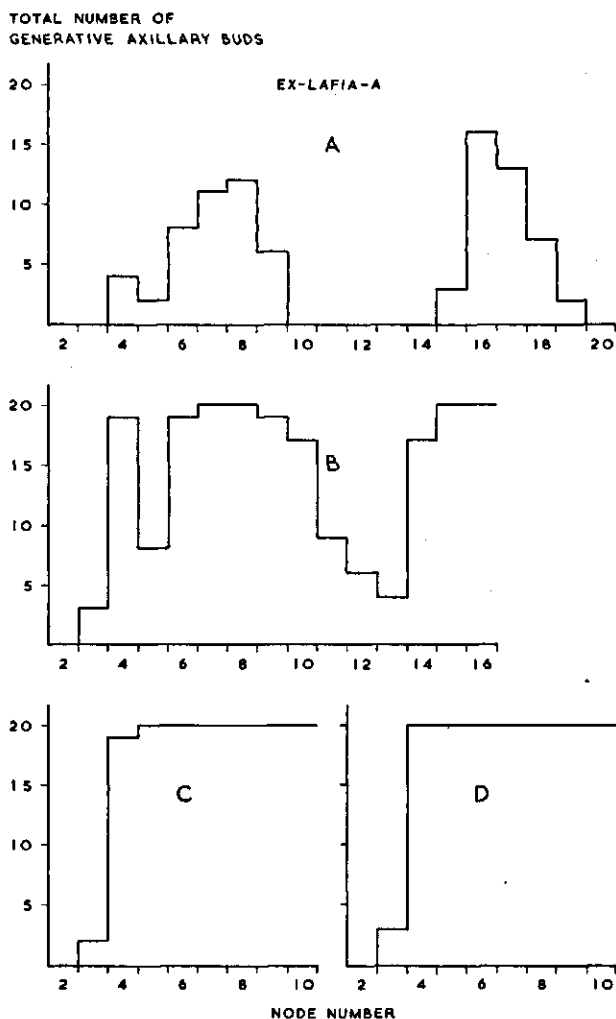 TOTAL NUMBER OF
GENERATIVE AXILLARY BUDS
EX-LAFIA-A
A
20
15
10
5
2 4 6 8 10 12 14 16 18 20
B
20
15
10
5
2 4 6 8 10 12 14 16
C D
20
15
10
5
2 4 6 8 10 2 4 6 8 10
NODE NUMBER